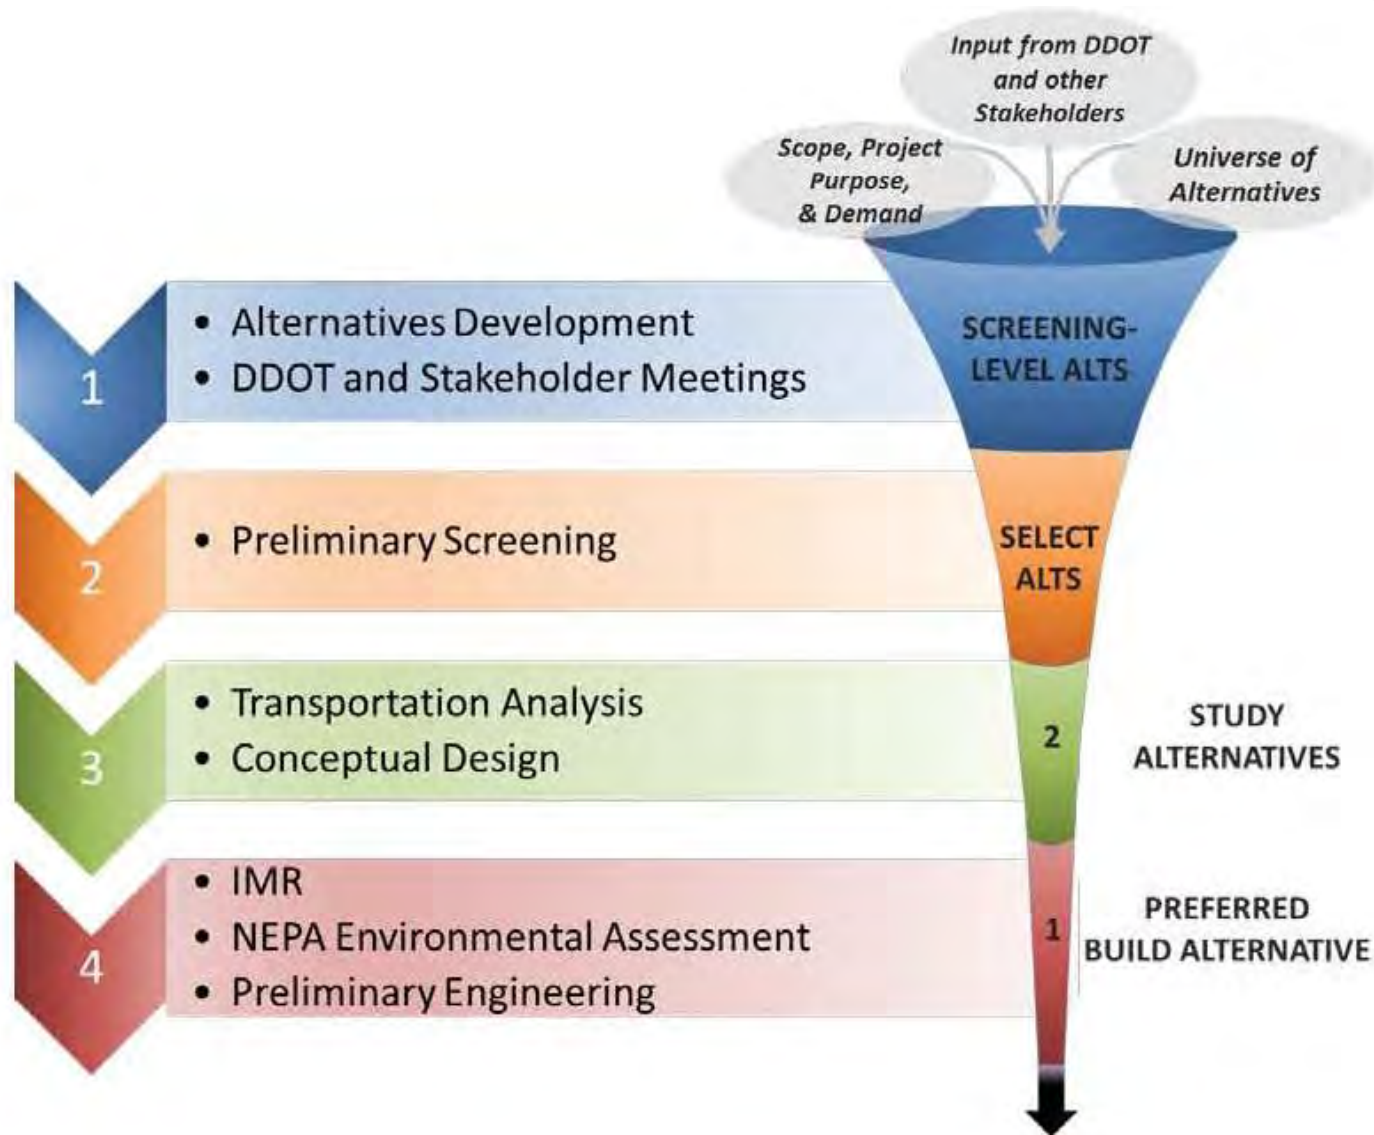 Input from DDOT
and other
Stakeholders
Scope, Project
Purpose,
& Demand
Universe of
Alternatives
1
• Alternatives Development
• DDOT and Stakeholder Meetings
SCREENING-
LEVEL ALTS
2
• Preliminary Screening
SELECT
ALTS
3
• Transportation Analysis
• Conceptual Design
2
STUDY
ALTERNATIVES
4
• IMR
• NEPA Environmental Assessment
• Preliminary Engineering
1
PREFERRED
BUILD ALTERNATIVE